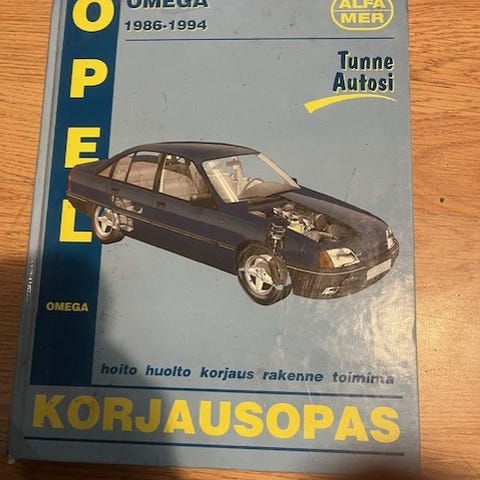 OPEL
OMEGA
1986-1994
ALFA
MER
Tunne
Autosi
OMEGA
hoito huolto korjaus rakenne toiminta
KORJAUSOPAS